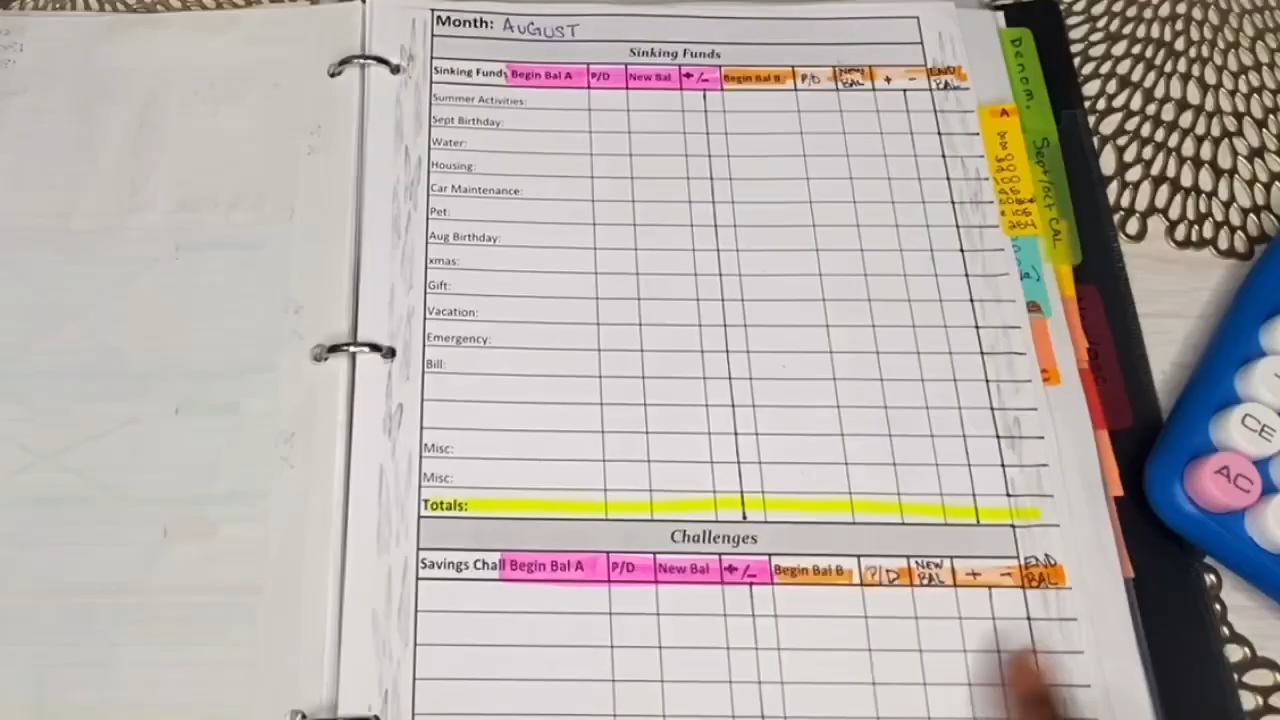 Month: AUGUST
Sinking Funds
Sinking Funds Begin Bal A P/D New Bal +/- Begin Bal B P/D NEW BAL + - END BAL
Summer Activities:
Sept Birthday:
Water:
Housing:
Car Maintenance:
Pet:
Aug Birthday:
xmas:
Gift:
Vacation:
Emergency:
Bill:
Misc:
Misc:
Totals:
Challenges
Savings Chall Begin Bal A P/D New Bal +/- Begin Bal B P/D NEW BAL + - END BAL
Denom.
Sept/Oct CAL
A
CE
AC